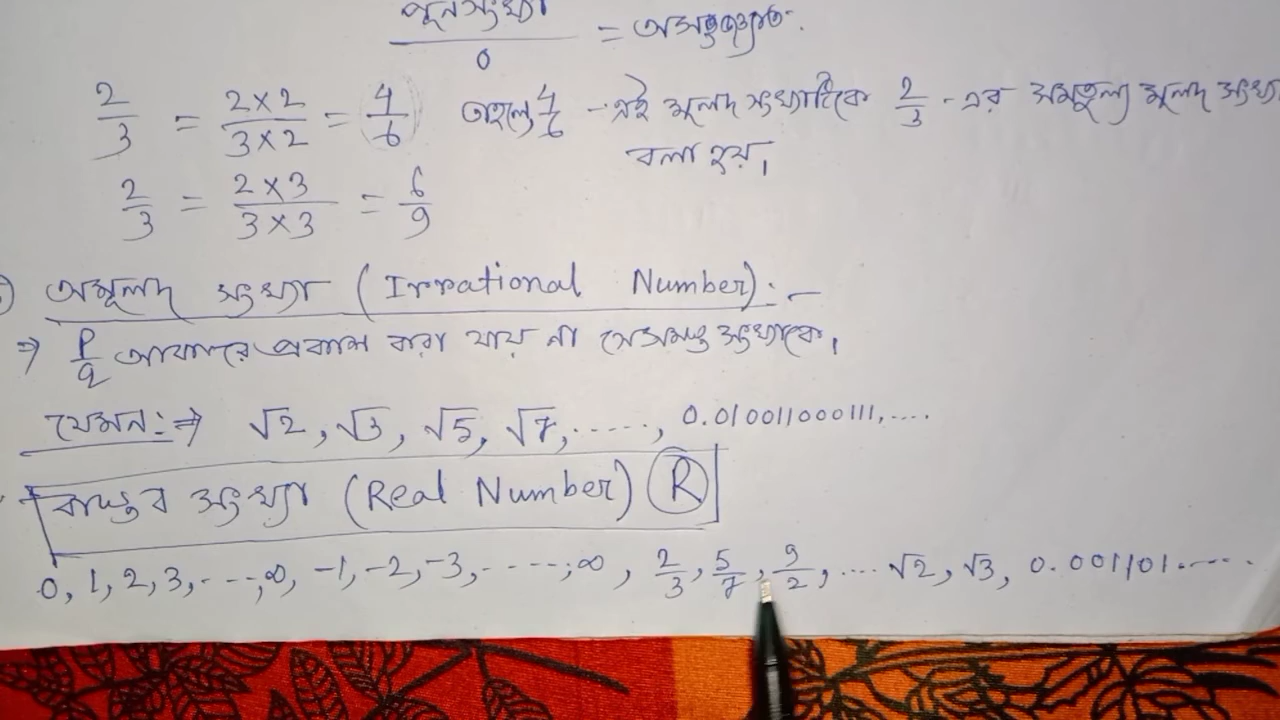 পূর্নসংখ্যা / 0 = অসংজ্ঞাত.
2/3 = 2×2/3×2 = 4/6 তাহলে 4/6 - এই মূলদ সংখ্যাটিকে 2/3 - এর সমতুল্য মূলদ সংখ্যা
বলা হয়।
2/3 = 2×3/3×3 = 6/9
অমূলদ সংখ্যা (Irrational Number):-
⇒ p/q আকারে প্রকাশ করা যায় না সেসমস্ত সংখ্যাকে।
যেমন:⇒ √2, √3, √5, √7, ....., 0.010011000111, ....
বাস্তব সংখ্যা (Real Number) R
0, 1, 2, 3, ---, ∞, -1, -2, -3, -----, ∞, 2/3, 5/7, 9/2, .... √2, √3, 0.001101......